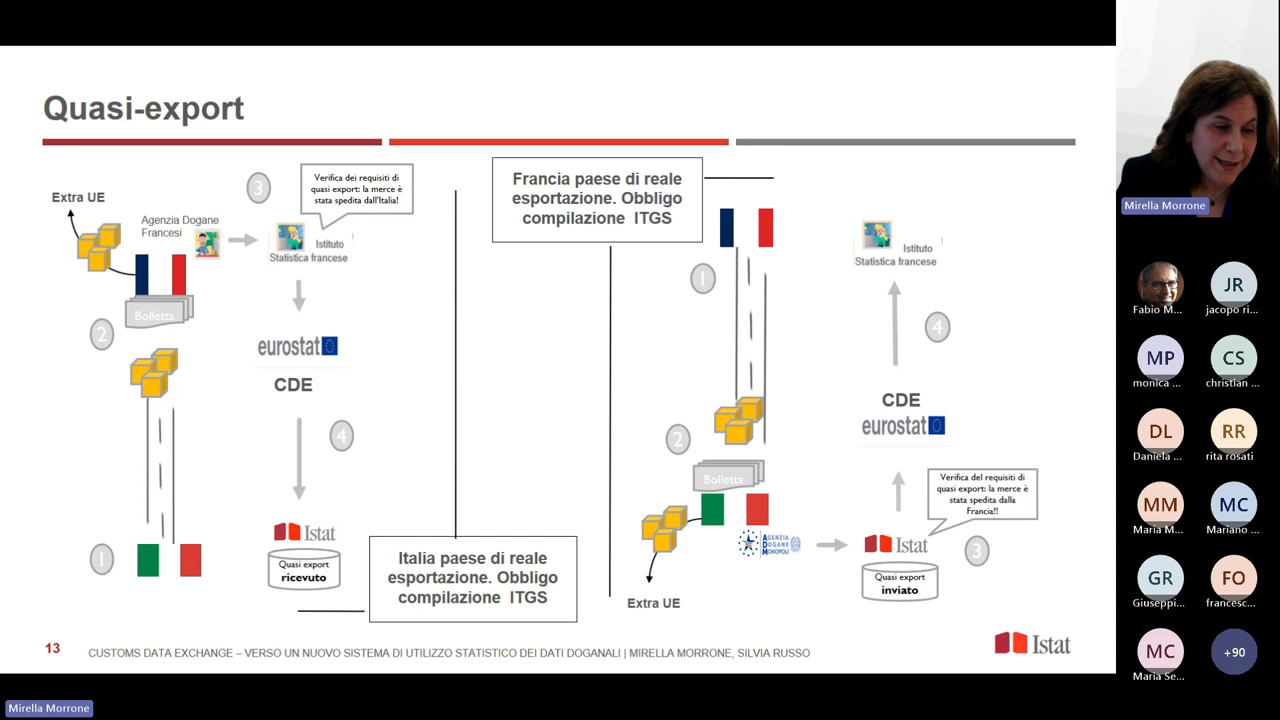 Quasi-export
Extra UE
Agenzia Dogane
Francesi
3
Verifica dei requisiti di
quasi export: la merce è
stata spedita dall'Italia!
Istituto
Statistica francese
Bolletta
2
eurostat
CDE
4
1
Istat
Quasi export
ricevuto
Italia paese di reale
esportazione. Obbligo
compilazione ITGS
Francia paese di reale
esportazione. Obbligo
compilazione ITGS
1
2
Bolletta
Extra UE
AGENZIA
DOGANE
MONOPOLI
Istituto
Statistica francese
4
CDE
eurostat
Verifica del requisiti di
quasi export: la merce è
stata spedita dalla
Francia!!
Istat
3
Quasi export
inviato
13
CUSTOMS DATA EXCHANGE – VERSO UN NUOVO SISTEMA DI UTILIZZO STATISTICO DEI DATI DOGANALI | MIRELLA MORRONE, SILVIA RUSSO
Istat
Mirella Morrone
Fabio M...
JR
jacopo ri...
MP
monica ...
CS
christian ...
DL
Daniela ...
RR
rita rosati
MM
Maria M...
MC
Mariano ...
GR
Giuseppi...
FO
francesc...
MC
Maria Se...
+90
Mirella Morrone